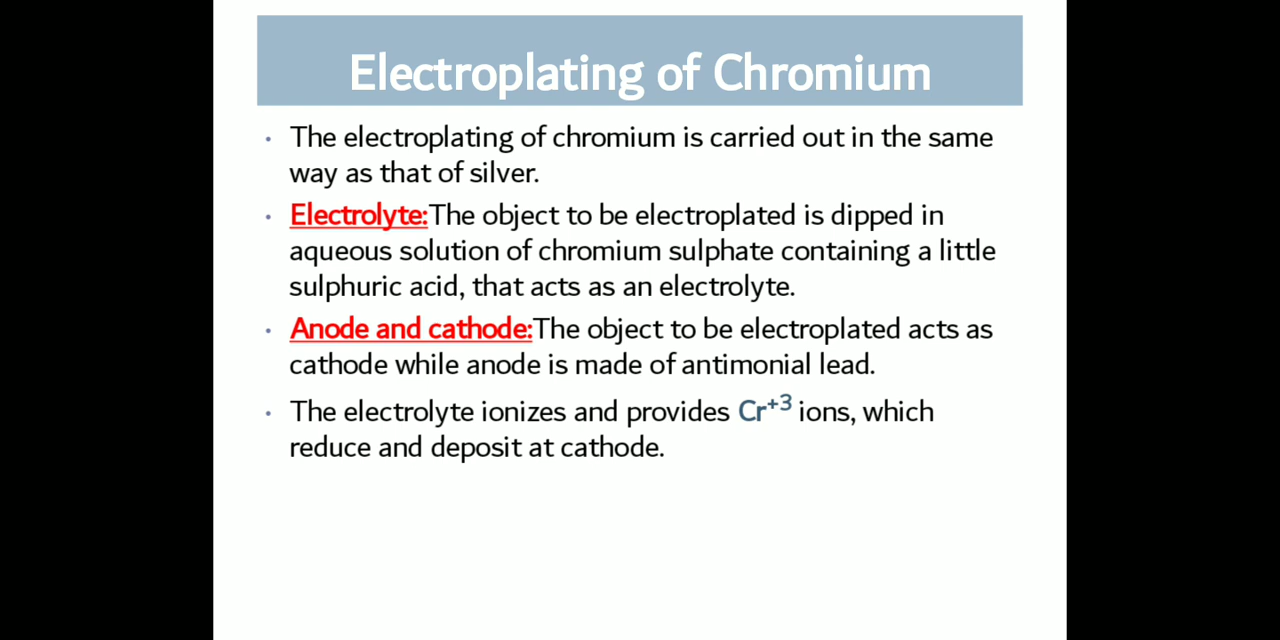 Electroplating of Chromium
• The electroplating of chromium is carried out in the same
way as that of silver.
• Electrolyte:The object to be electroplated is dipped in
aqueous solution of chromium sulphate containing a little
sulphuric acid, that acts as an electrolyte.
• Anode and cathode:The object to be electroplated acts as
cathode while anode is made of antimonial lead.
• The electrolyte ionizes and provides Cr⁺³ ions, which
reduce and deposit at cathode.